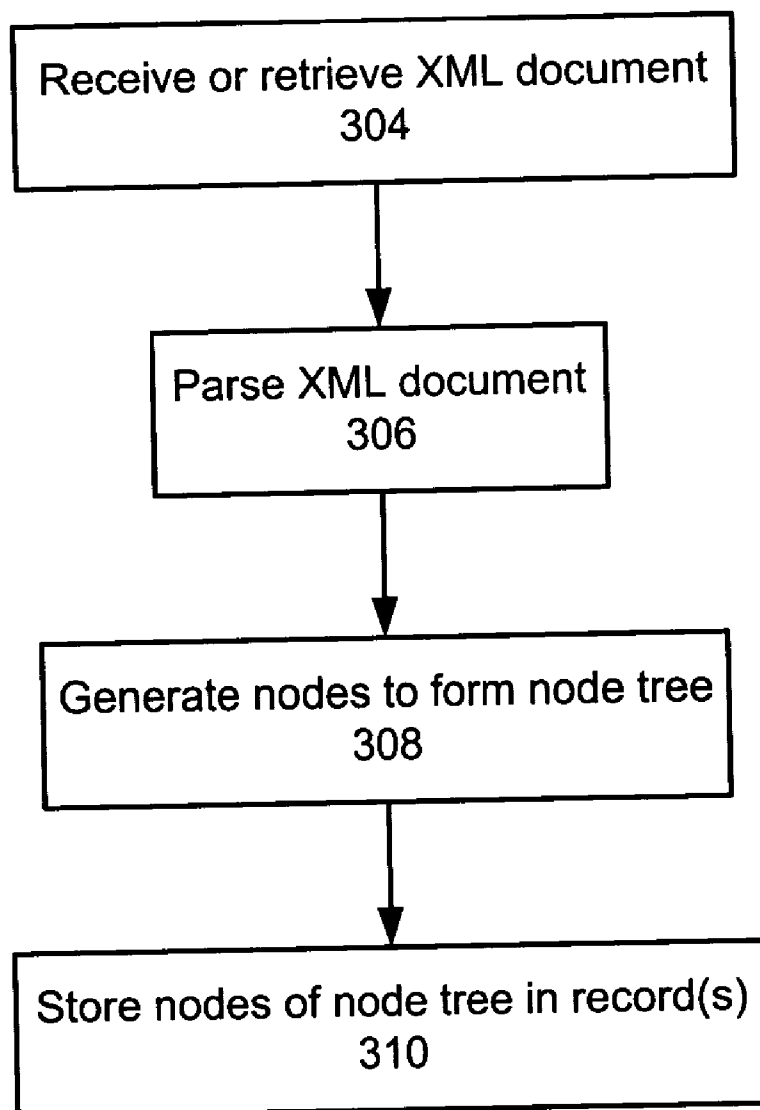 Receive or retrieve XML document
304
Parse XML document
306
Generate nodes to form node tree
308
Store nodes of node tree in record(s)
310